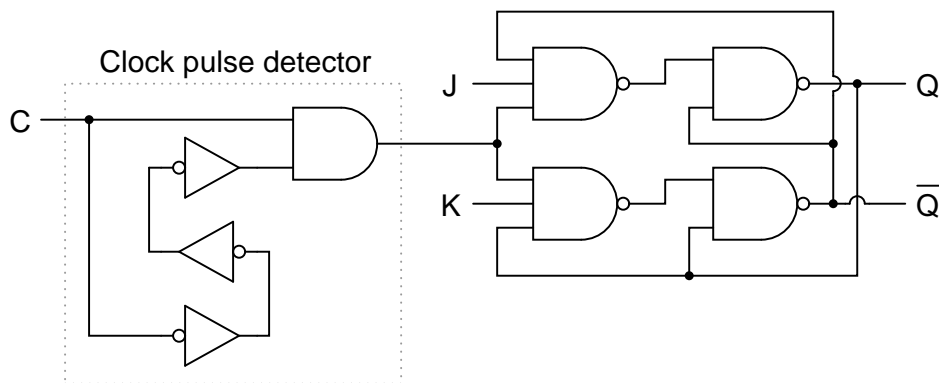 Clock pulse detector
C
J
Q
K
Q̅